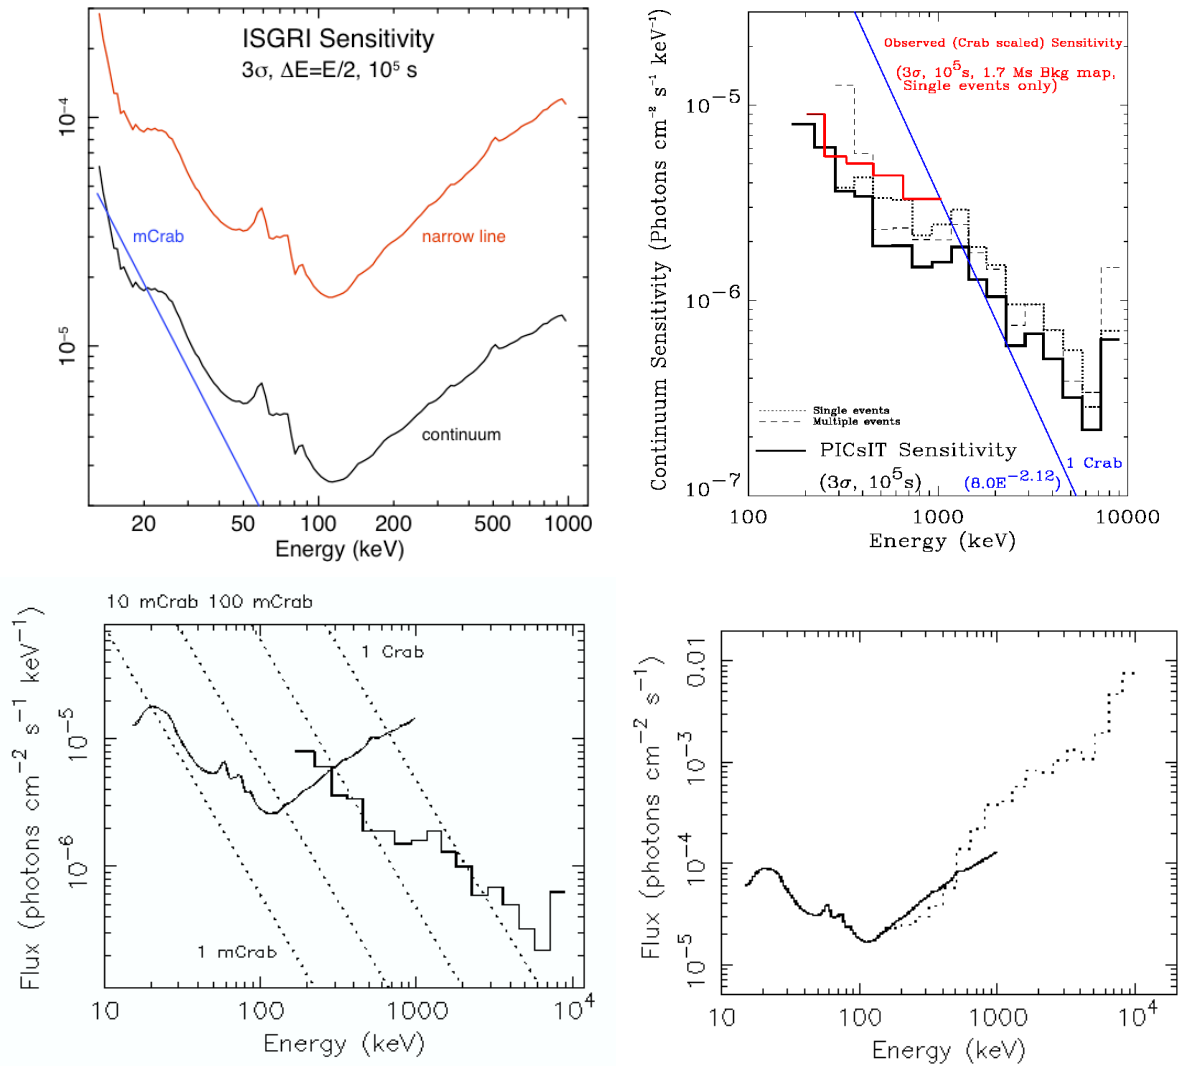 ISGRI Sensitivity
3σ, ΔE=E/2, 10⁵ s
10⁻⁴
10⁻⁵
mCrab
narrow line
continuum
20 50 100 200 500 1000
Energy (keV)
Continuum Sensitivity (Photons cm⁻² s⁻¹ keV⁻¹)
10⁻⁵
10⁻⁶
10⁻⁷
Observed (Crab scaled) Sensitivity
(3σ, 10⁵s, 1.7 Ms Bkg map,
Single events only)
Single events
Multiple events
PICsIT Sensitivity
(3σ, 10⁵s)
1 Crab
(8.0E⁻²·¹²)
100 1000 10000
Energy (keV)
10 mCrab 100 mCrab
Flux (photons cm⁻² s⁻¹ keV⁻¹)
10⁻⁵
10⁻⁶
1 Crab
1 mCrab
10 100 1000 10⁴
Energy (keV)
Flux (photons cm⁻² s⁻¹)
0.01
10⁻³
10⁻⁴
10⁻⁵
10 100 1000 10⁴
Energy (keV)